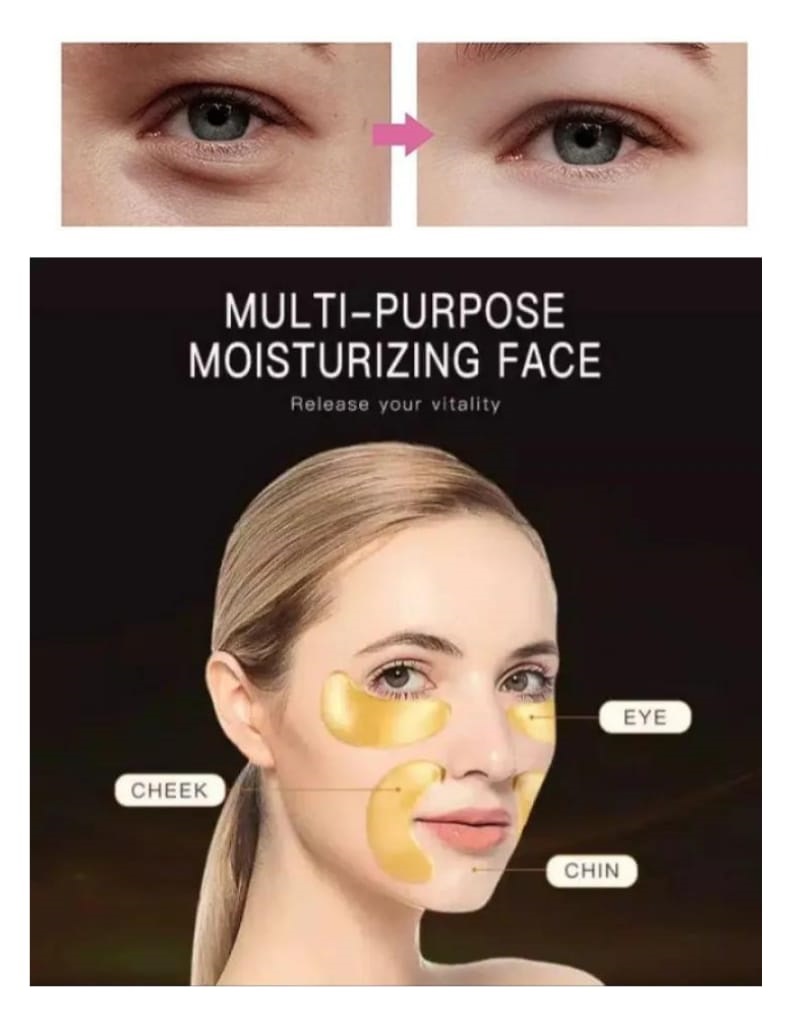 MULTI-PURPOSE
MOISTURIZING FACE
Release your vitality
EYE
CHEEK
CHIN